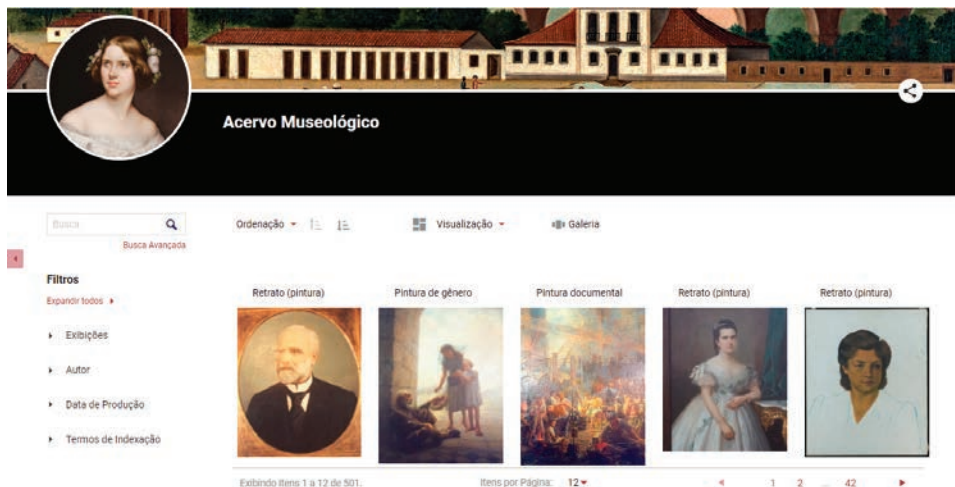 Acervo Museológico
Busca
Busca Avançada
Ordenação
Visualização
Galeria
Filtros
Expandir todos
Exibições
Autor
Data de Produção
Termos de Indexação
Retrato (pintura)
Pintura de gênero
Pintura documental
Retrato (pintura)
Retrato (pintura)
Exibindo itens 1 a 12 de 501.
Itens por Página: 12
1 2 ... 42